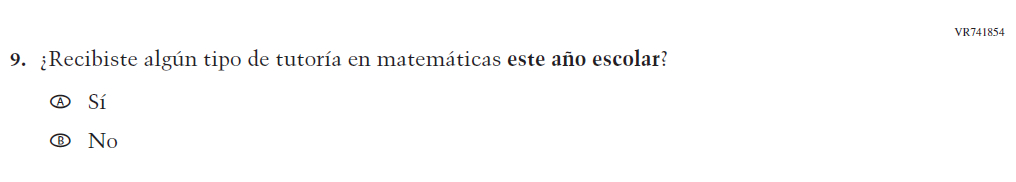 VR741854
9. ¿Recibiste algún tipo de tutoría en matemáticas este año escolar?
A Sí
B No